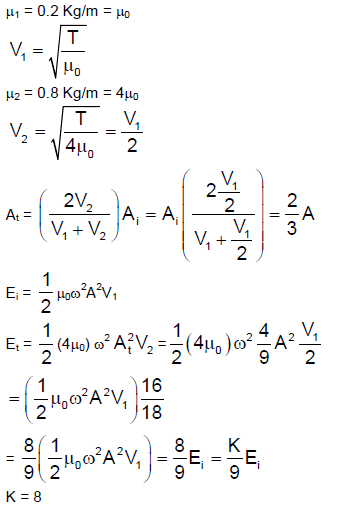 μ₁ = 0.2 Kg/m = μ₀
V₁ = √(T/μ₀)
μ₂ = 0.8 Kg/m = 4μ₀
V₂ = √(T/4μ₀) = V₁/2
Aₜ = (2V₂/(V₁ + V₂)) Aᵢ = Aᵢ (2(V₁/2)/(V₁ + V₁/2)) = 2/3 A
Eᵢ = 1/2 μ₀ω²A²V₁
Eₜ = 1/2 (4μ₀) ω² Aₜ² V₂ = 1/2 (4μ₀) ω² 4/9 A² V₁/2
= (1/2 μ₀ω²A²V₁) 16/18
= 8/9 (1/2 μ₀ω²A²V₁) = 8/9 Eᵢ = K/9 Eᵢ
K = 8